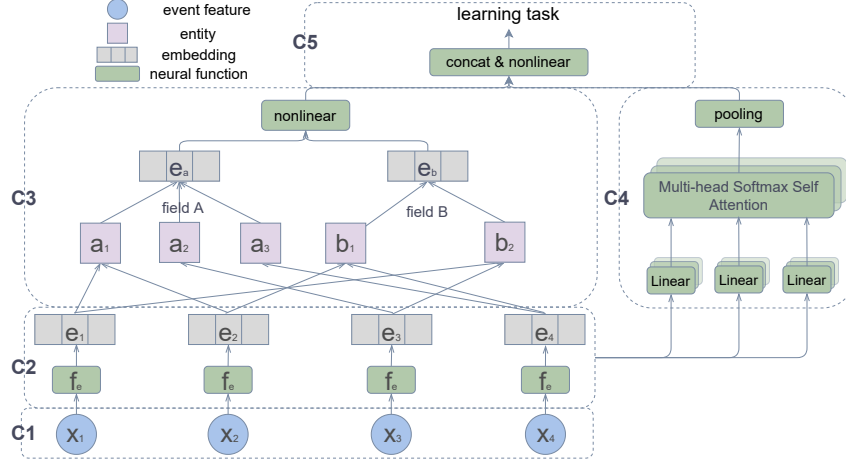 event feature
entity
embedding
neural function
learning task
C5
concat & nonlinear
nonlinear
pooling
C3
eₐ
e_b
field A
field B
a₁
a₂
a₃
b₁
b₂
C4
Multi-head Softmax Self
Attention
Linear
Linear
Linear
C2
e₁
e₂
e₃
e₄
fₑ
fₑ
fₑ
fₑ
C1
x₁
x₂
x₃
x₄